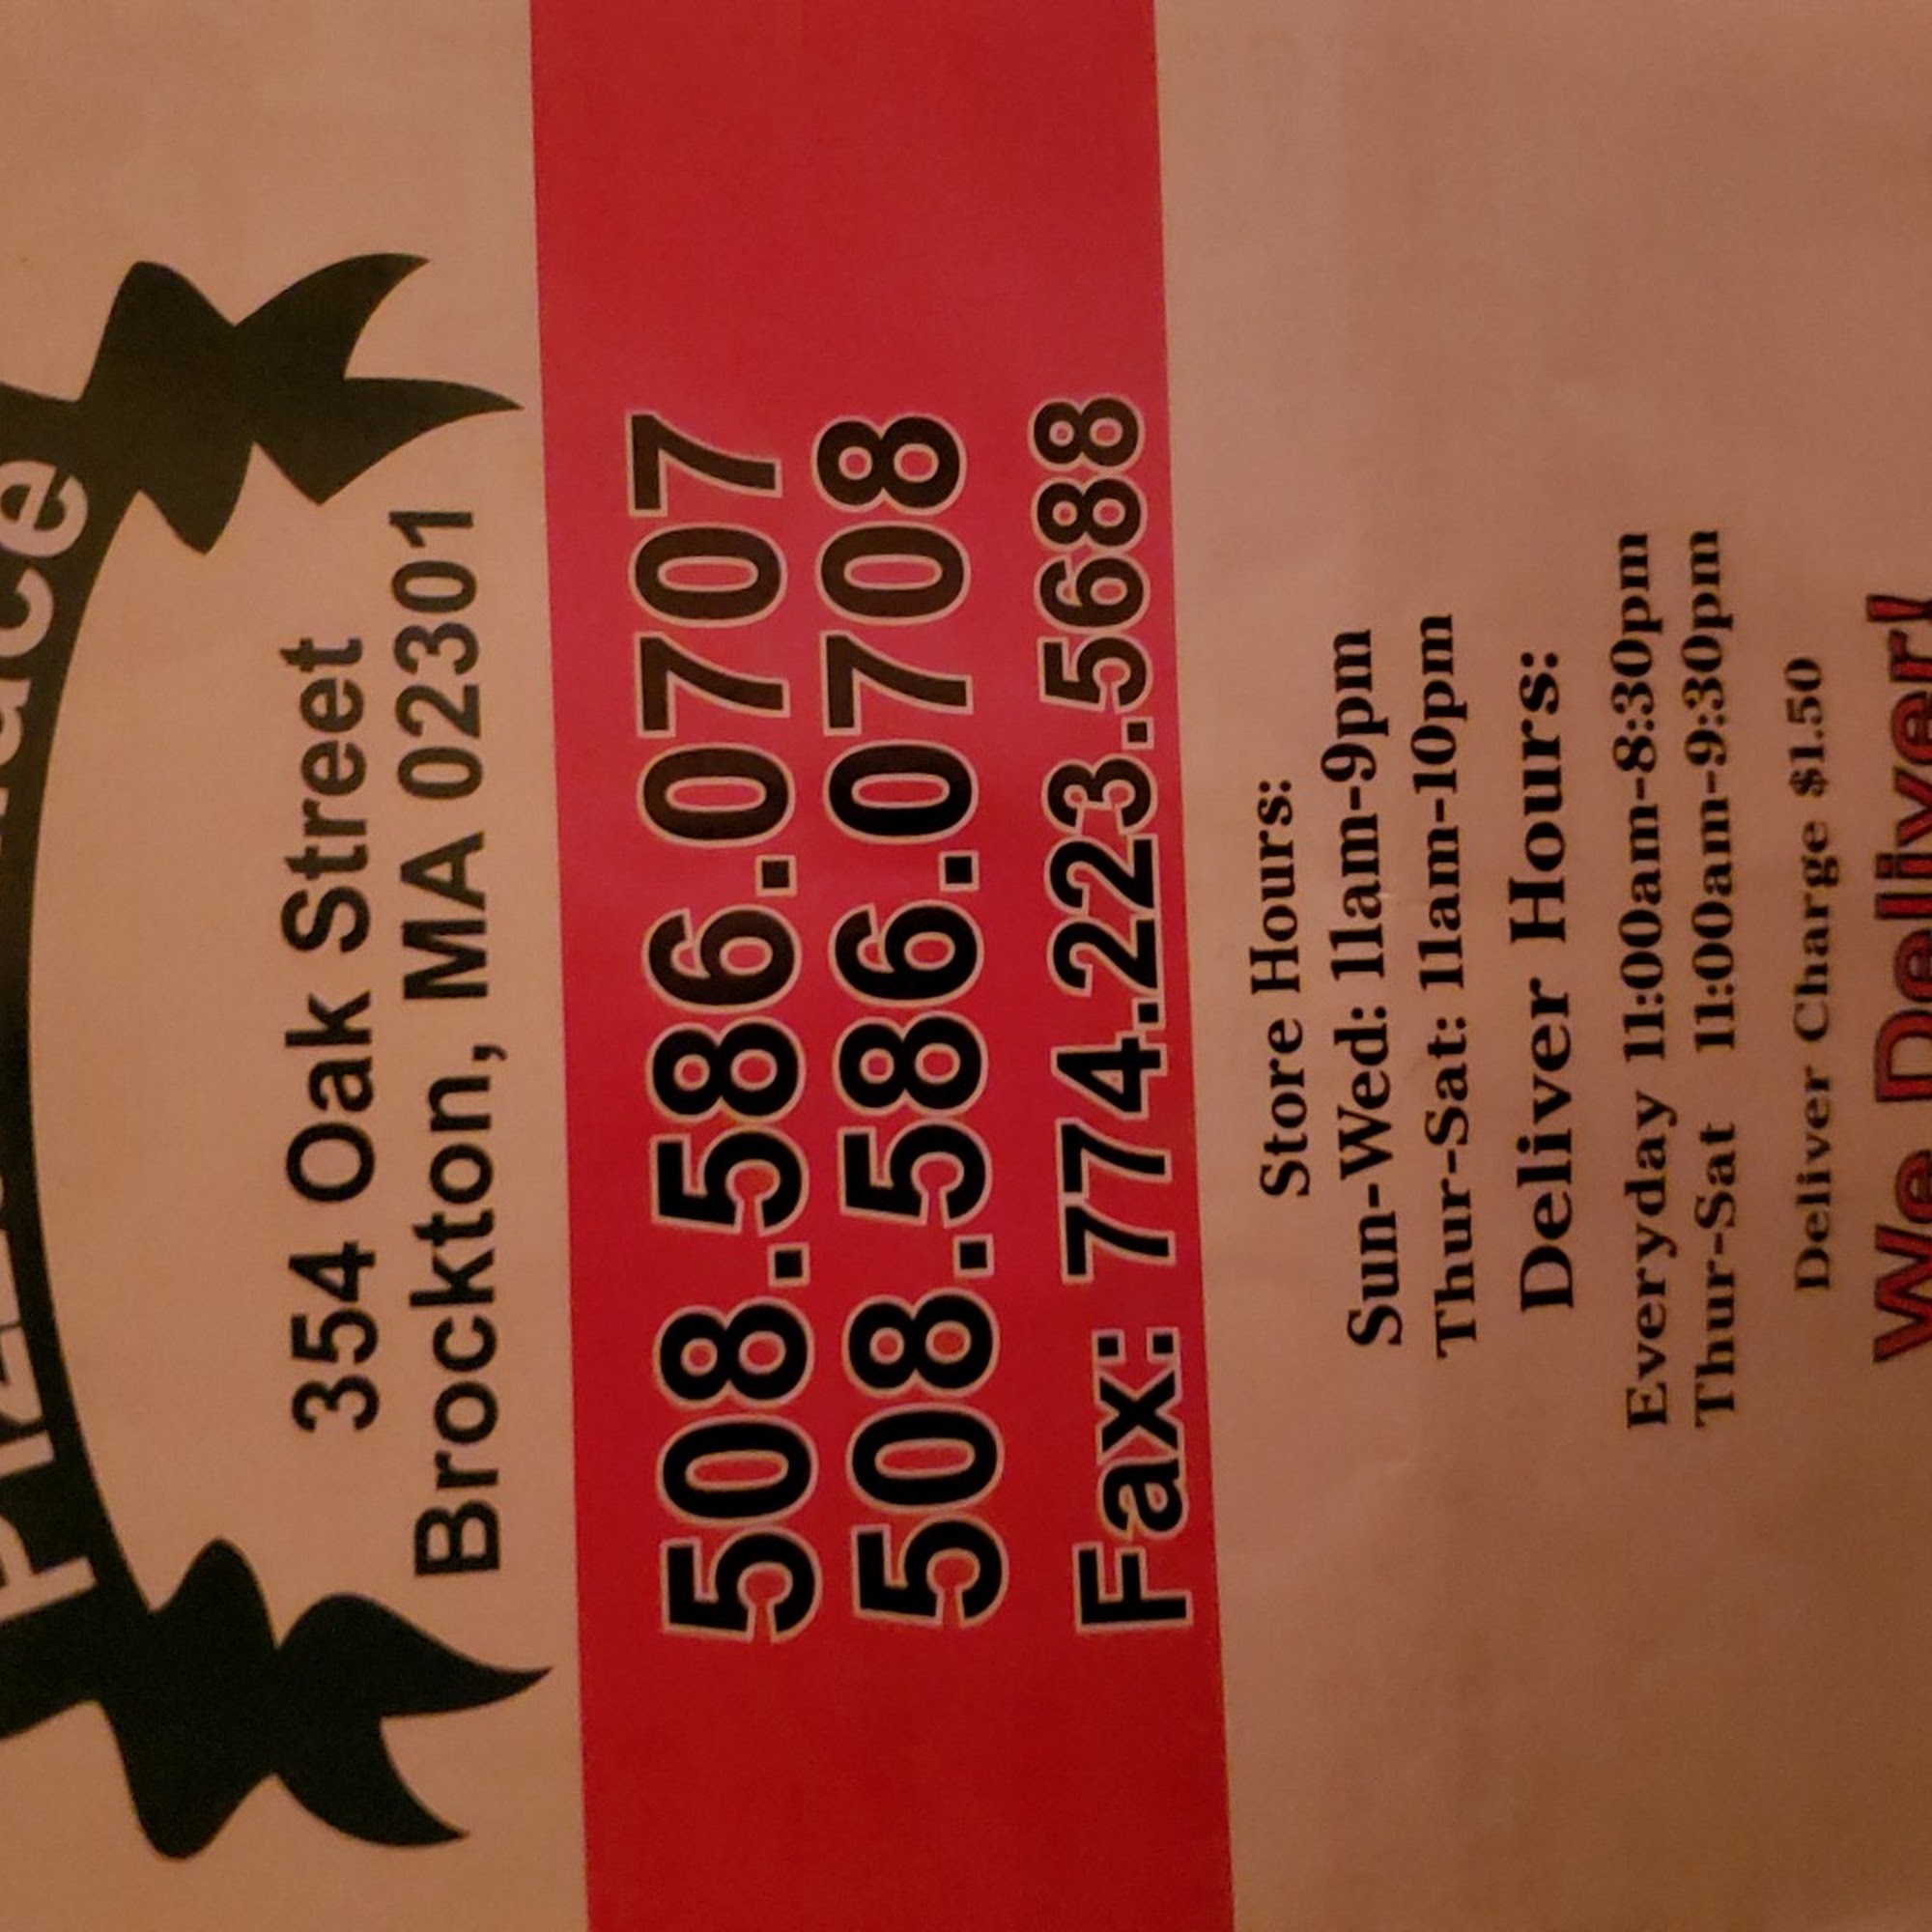 354 Oak Street
Brockton, MA 02301
508.586.0707
508.586.0708
Fax: 774.223.5688
Store Hours:
Sun-Wed: 11am-9pm
Thur-Sat: 11am-10pm
Deliver Hours:
Everyday 11:00am-8:30pm
Thur-Sat 11:00am-9:30pm
Deliver Charge $1.50
We Deliver!